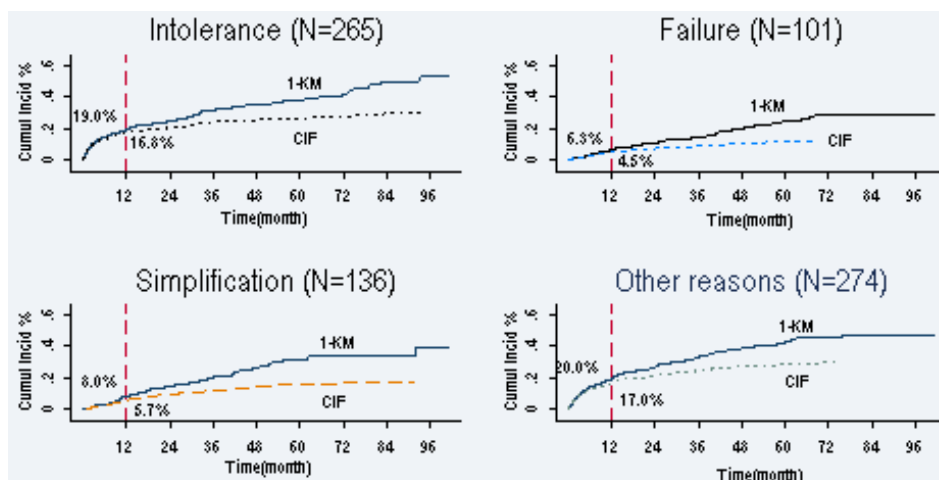 Intolerance (N=265)
Cumul Incid %
0 .2 .4 .6
19.0%
16.8%
1-KM
CIF
12 24 36 48 60 72 84 96
Time(month)
Failure (N=101)
Cumul Incid %
0 .2 .4 .6
6.3%
4.5%
1-KM
CIF
12 24 36 48 60 72 84 96
Time(month)
Simplification (N=136)
Cumul Incid %
0 .2 .4 .6
8.0%
5.7%
1-KM
CIF
12 24 36 48 60 72 84 96
Time(month)
Other reasons (N=274)
Cumul Incid %
0 .2 .4 .6
20.0%
17.0%
1-KM
CIF
12 24 36 48 60 72 84 96
Time(month)